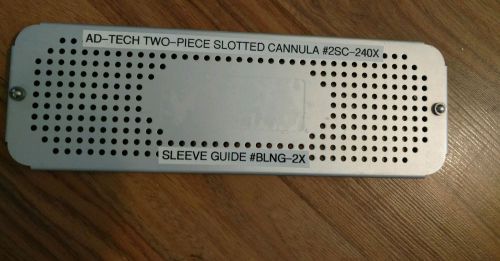 AD-TECH TWO-PIECE SLOTTED CANNULA #2SC-240X
SLEEVE GUIDE #BLNG-2X